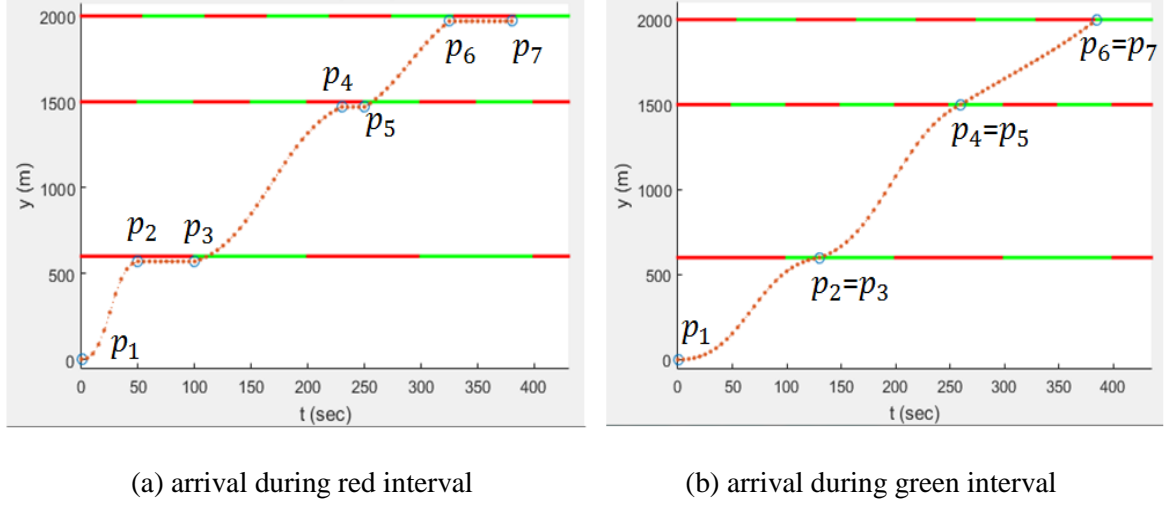 2000
1500
1000
500
0
y (m)
p1
p2
p3
p4
p5
p6
p7
0 50 100 150 200 250 300 350 400
t (sec)
(a) arrival during red interval
2000
1500
1000
500
0
y (m)
p1
p2=p3
p4=p5
p6=p7
0 50 100 150 200 250 300 350 400
t (sec)
(b) arrival during green interval